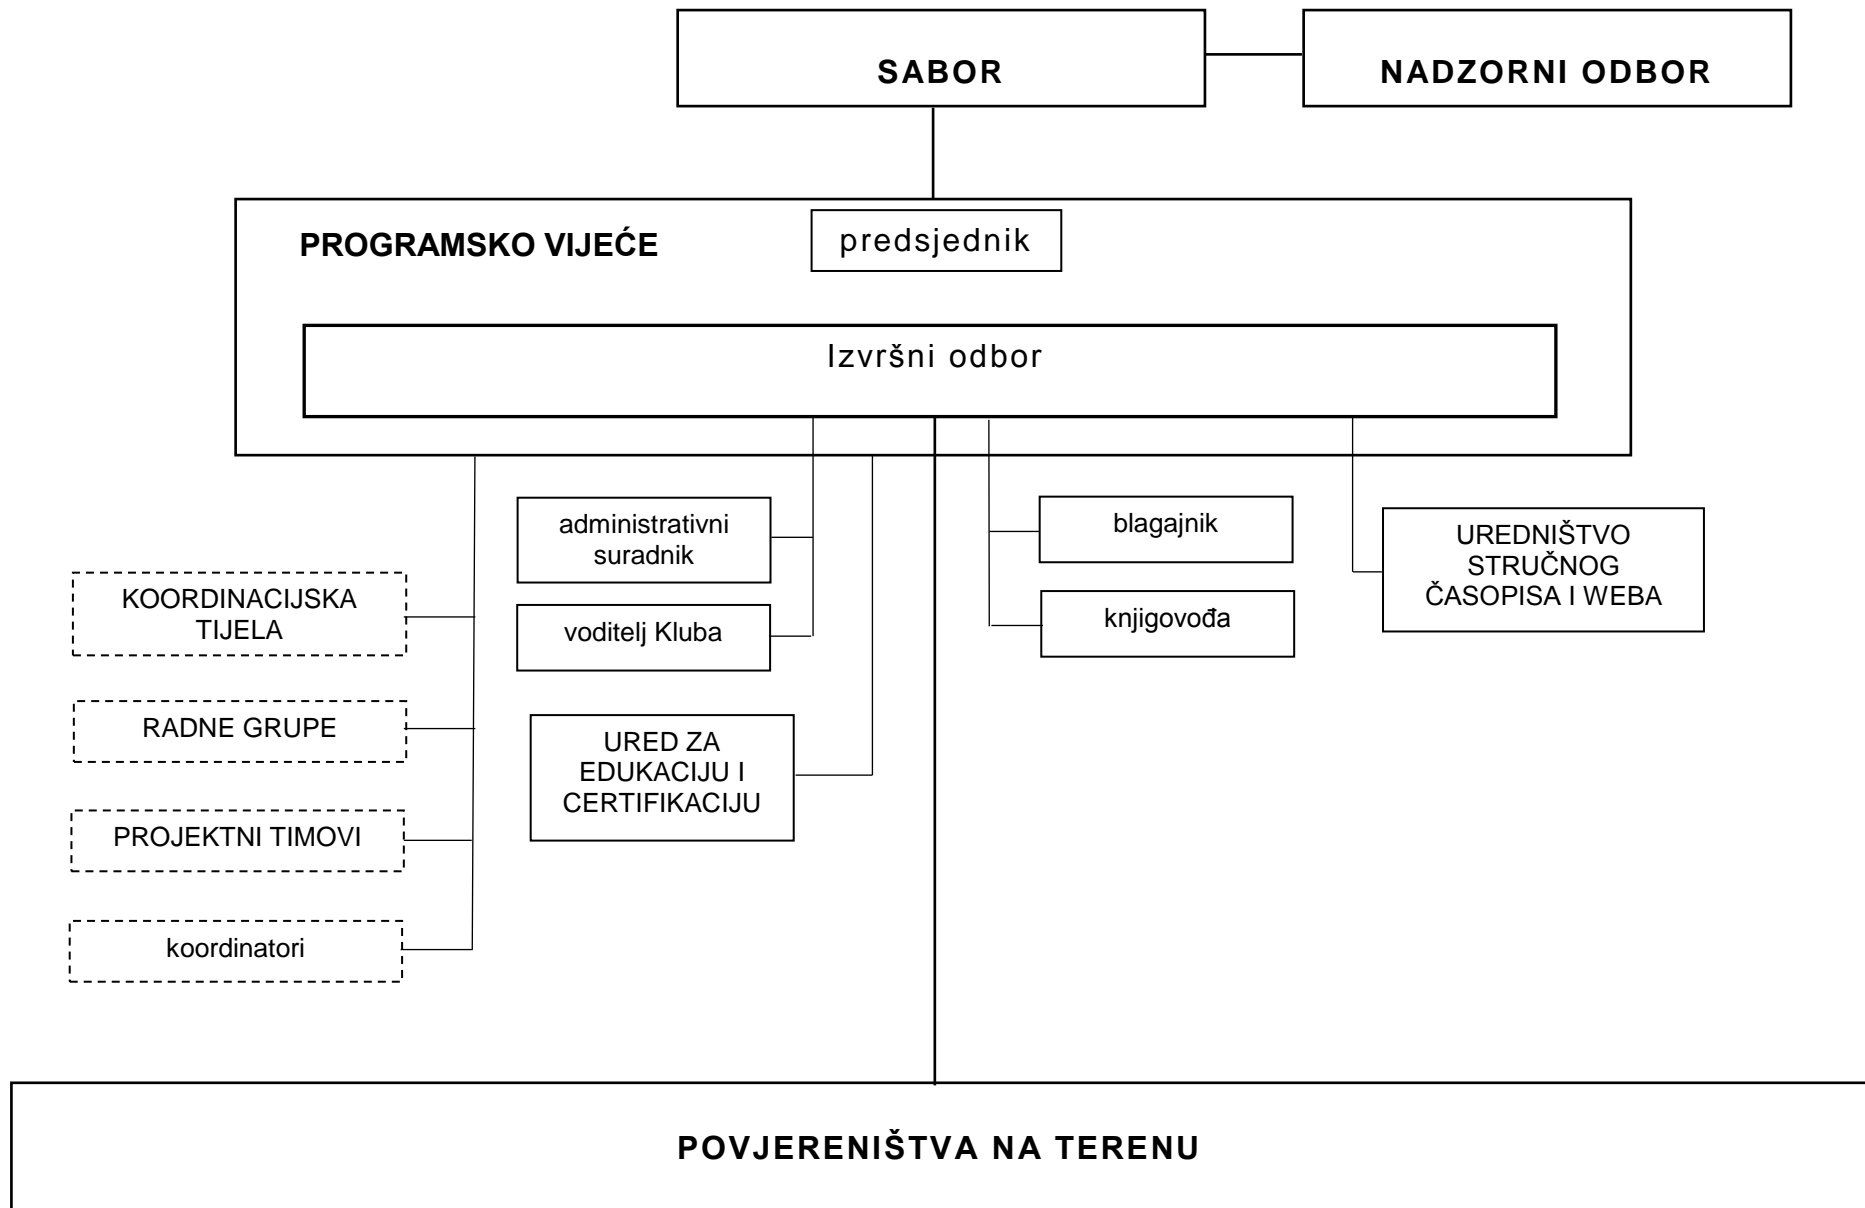 SABOR
NADZORNI ODBOR
PROGRAMSKO VIJEĆE
predsjednik
Izvršni odbor
administrativni
suradnik
voditelj Kluba
blagajnik
knjigovođa
UREDNIŠTVO
STRUČNOG
ČASOPISA I WEBA
KOORDINACIJSKA
TIJELA
RADNE GRUPE
PROJEKTNI TIMOVI
koordinatori
URED ZA
EDUKACIJU I
CERTIFIKACIJU
POVJERENIŠTVA NA TERENU